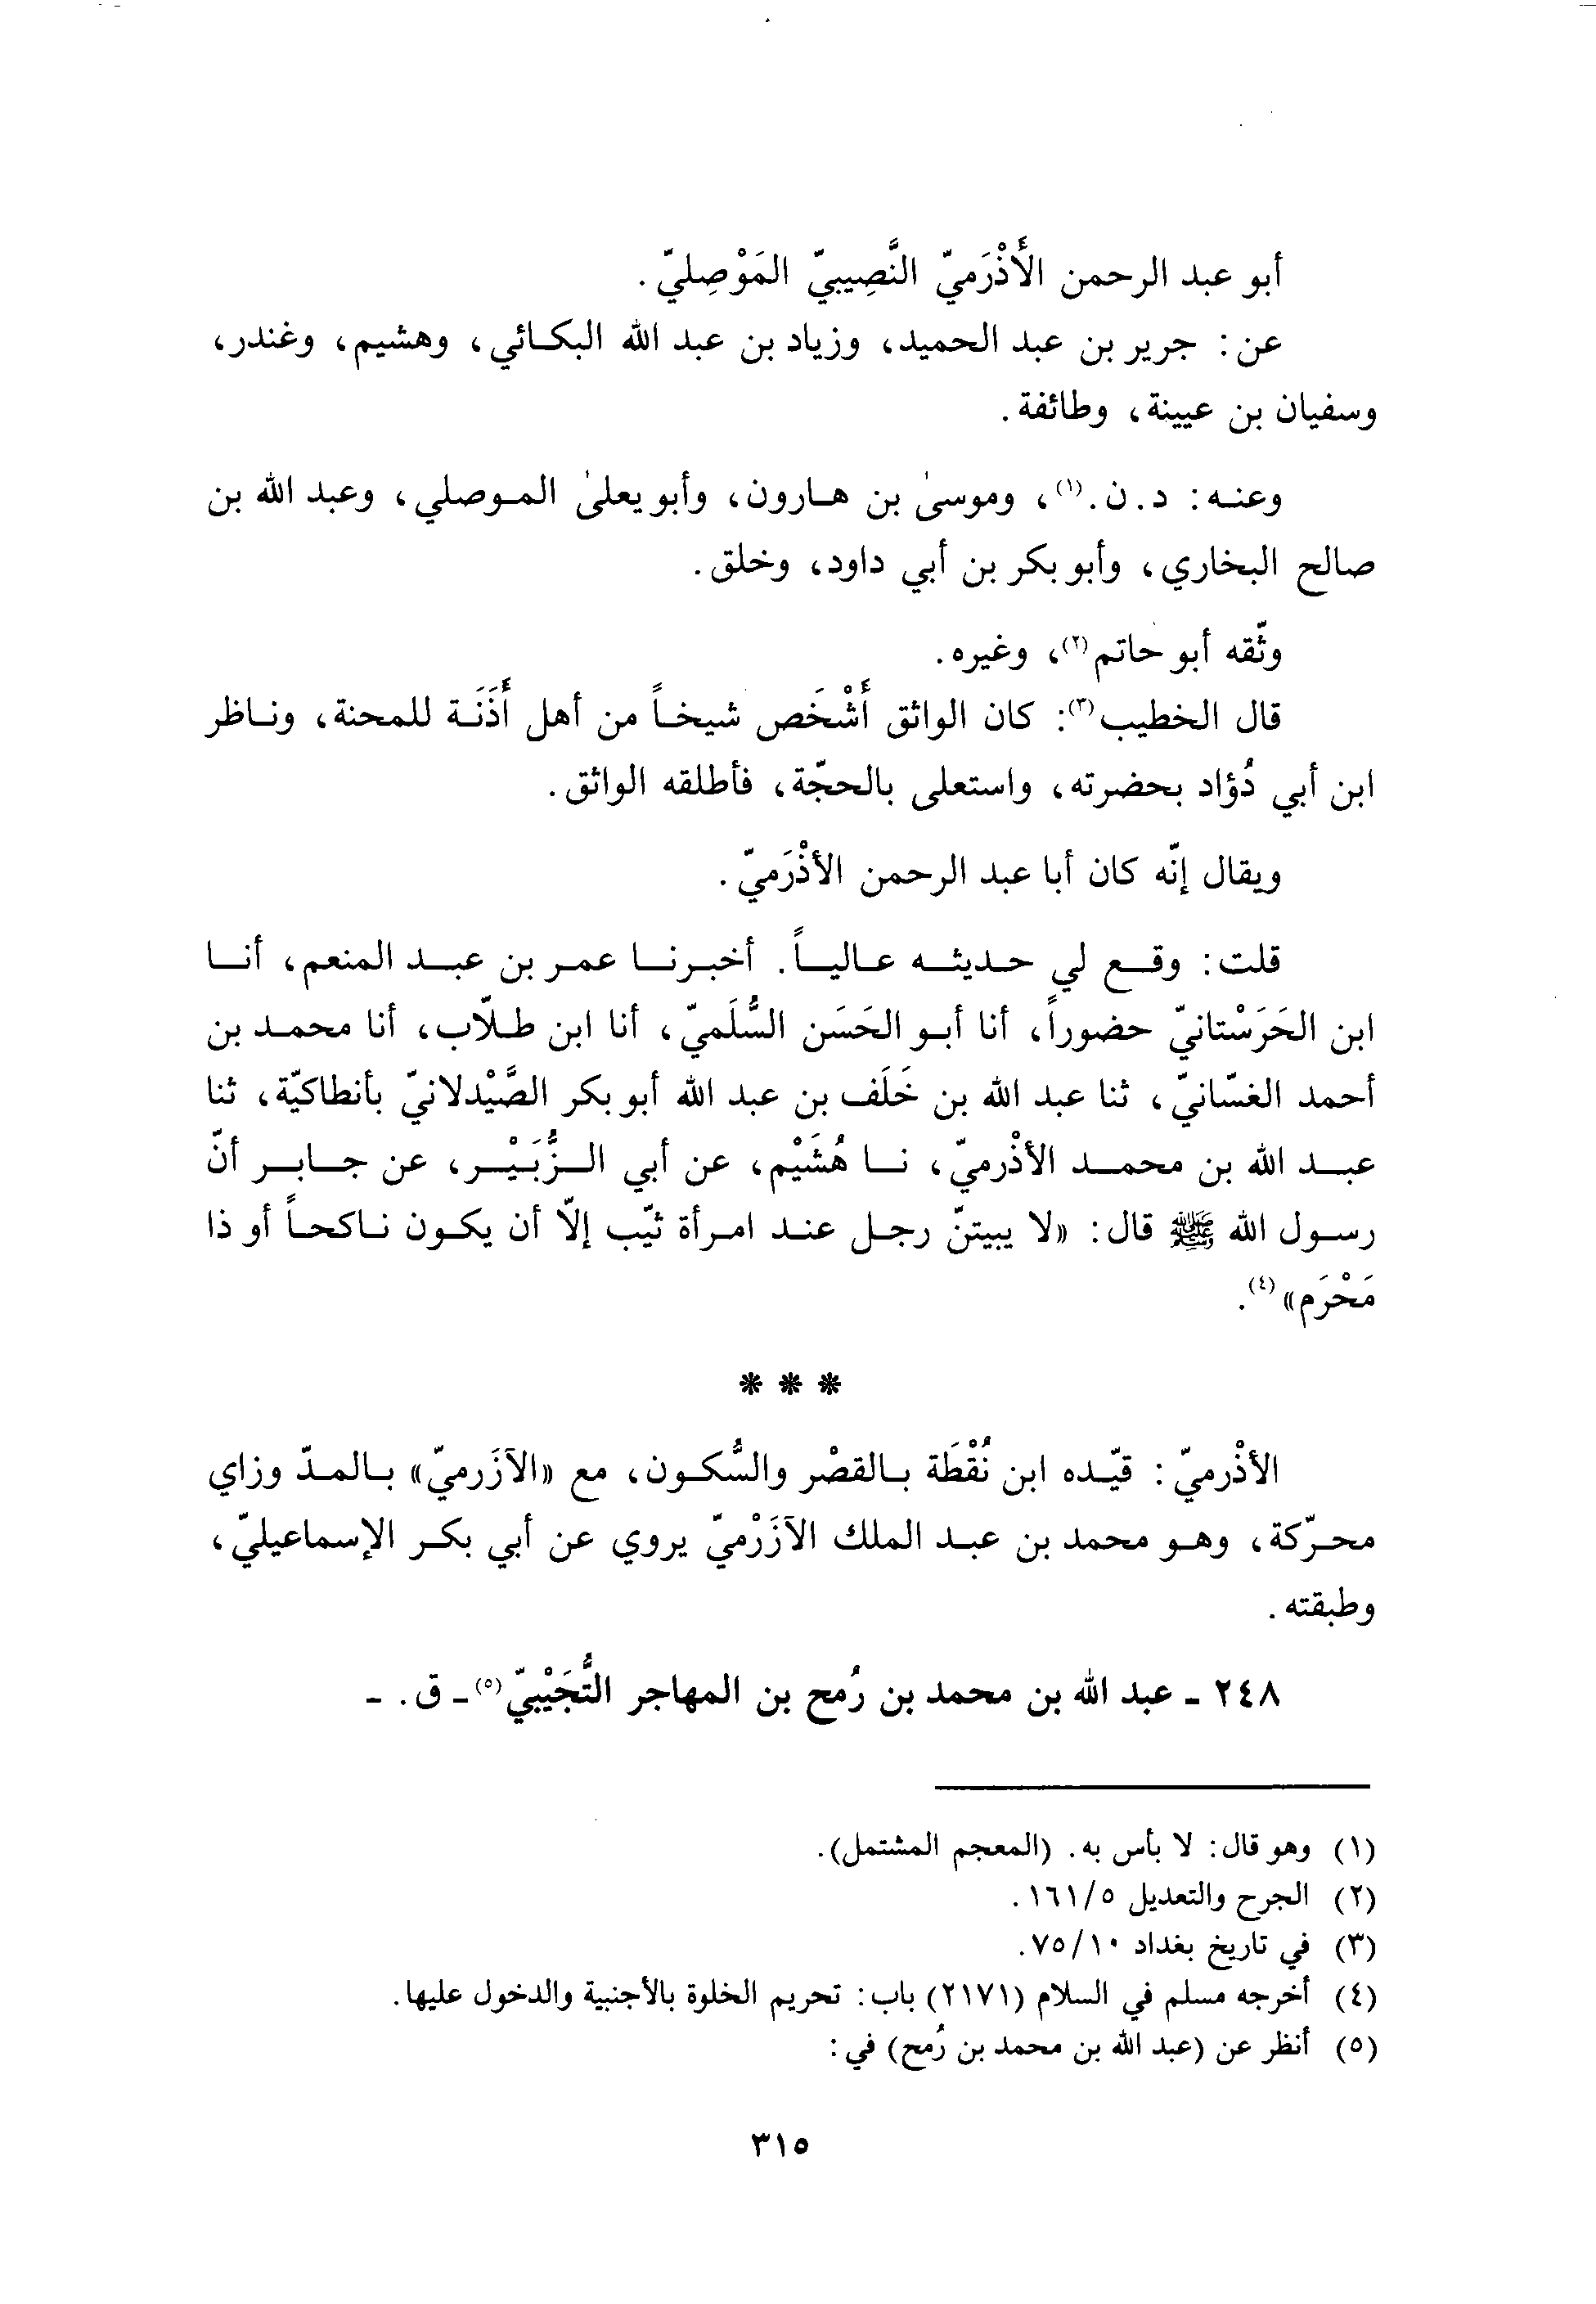 أبو عبد الرحمن الأَذْرَميّ النَّصِيبيّ المَوْصِليّ.
عن: جرير بن عبد الحميد، وزياد بن عبد الله البكائي، وهشيم، وغندر،
وسفيان بن عيينة، وطائفة.
وعنه: د. ن.(١)، وموسىٰ بن هارون، وأبو يعلىٰ الموصلي، وعبد الله بن
صالح البخاري، وأبو بكر بن أبي داود، وخلق.
وثّقه أبو حاتم(٢)، وغيره.
قال الخطيب(٣): كان الواثق أَشْخَص شيخاً من أهل أَذَنَة للمحنة، وناظر
ابن أبي دُؤاد بحضرته، واستعلى بالحجّة، فأطلقه الواثق.
ويقال إنّه كان أبا عبد الرحمن الأذْرَميّ.
قلت: وقع لي حديثه عالياً. أخبرنا عمر بن عبد المنعم، أنا
ابن الحَرَسْتانيّ حضوراً، أنا أبو الحَسَن السُّلَميّ، أنا ابن طلّاب، أنا محمد بن
أحمد الغسّانيّ، ثنا عبد الله بن خَلَف بن عبد الله أبو بكر الصَّيْدلانيّ بأنطاكيّة، ثنا
عبد الله بن محمد الأذْرميّ، نا هُشَيْم، عن أبي الزُّبَيْر، عن جابر أنّ
رسول الله ﷺ قال: «لا يبيتنّ رجل عند امرأة ثيّب إلّا أن يكون ناكحاً أو ذا
مَحْرَم»(٤).
* * *
الأذْرميّ: قيّده ابن نُقْطَة بالقصْر والسُّكون، مع «الآزَرميّ» بالمدّ وزاي
محرّكة، وهو محمد بن عبد الملك الآزَرْميّ يروي عن أبي بكر الإسماعيليّ،
وطبقته.
٢٤٨ - عبد الله بن محمد بن رُمح بن المهاجر التُّجَيْبيّ(٥) - ق. -
(١) وهو قال: لا بأس به. (المعجم المشتمل).
(٢) الجرح والتعديل ١٦١/٥.
(٣) في تاريخ بغداد ٧٥/١٠.
(٤) أخرجه مسلم في السلام (٢١٧١) باب: تحريم الخلوة بالأجنبية والدخول عليها.
(٥) أنظر عن (عبد الله بن محمد بن رُمح) في:
٣١٥